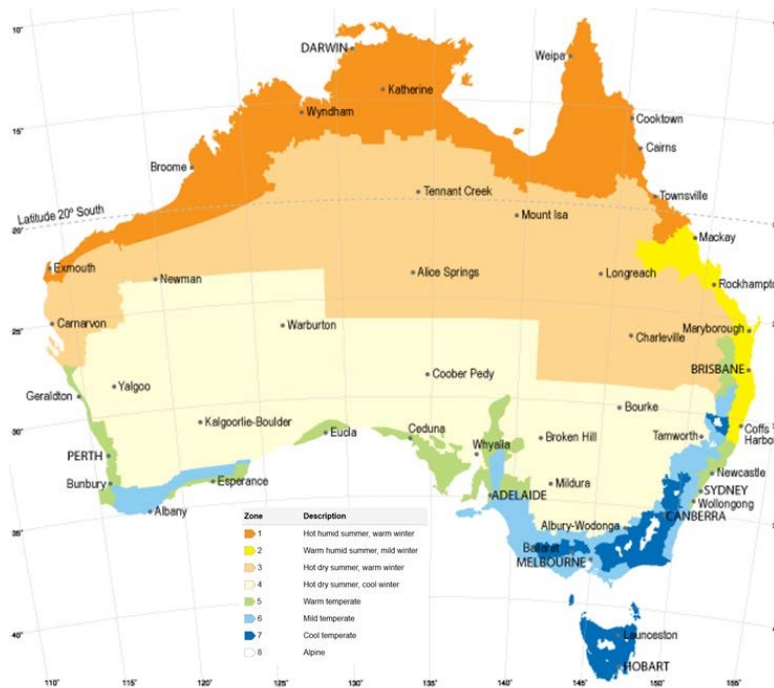 10°
DARWIN
Weipa
Katherine
Wyndham
Cooktown
15°
Cairns
Broome
Tennant Creek
Townsville
Latitude 20° South
Mount Isa
20°
Mackay
Exmouth
Newman
Alice Springs
Longreach
Rockhampto
Carnarvon
25°
Warburton
Charleville
Maryborough
Yalgoo
Coober Pedy
BRISBANE
Geraldton
Kalgoorlie-Boulder
Bourke
30°
Eucla
Ceduna
Broken Hill
Tamworth
Coffs
Harbo
PERTH
Whyalla
Newcastle
Bunbury
Esperance
Mildura
SYDNEY
ADELAIDE
Wollongong
Albany
CANBERRA
35°
Albury-Wodonga
Ballarat
MELBOURNE
Zone Description
1 Hot humid summer, warm winter
2 Warm humid summer, mild winter
3 Hot dry summer, warm winter
4 Hot dry summer, cool winter
5 Warm temperate
6 Mild temperate
7 Cool temperate
8 Alpine
40°
Launceston
HOBART
110° 115° 120° 125° 130° 135° 140° 145° 150° 155°